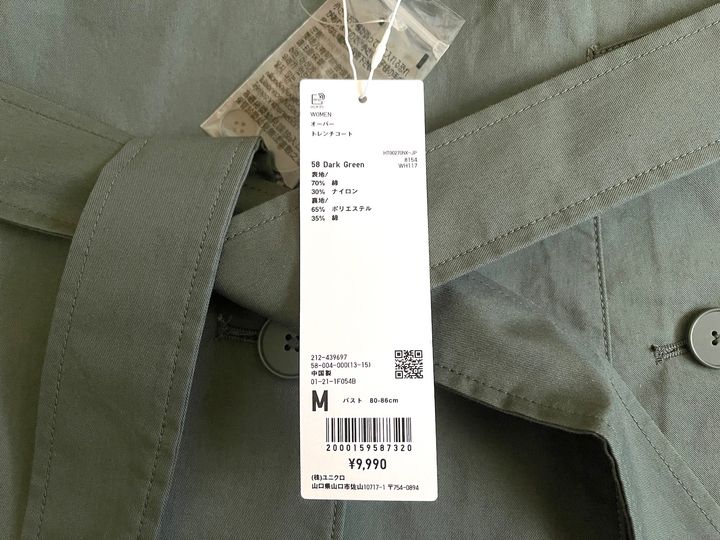 WOMEN
オーバー
トレンチコート
HT00270NX-JP
58 Dark Green
#154
WH117
表地/
70% 綿
30% ナイロン
裏地/
65% ポリエステル
35% 綿
212-439697
58-004-000(13-15)
中国製
01-21-1F054B
M バスト 80-86cm
2000159587320
¥9,990
(株)ユニクロ
山口県山口市佐山10717-1 〒754-0894